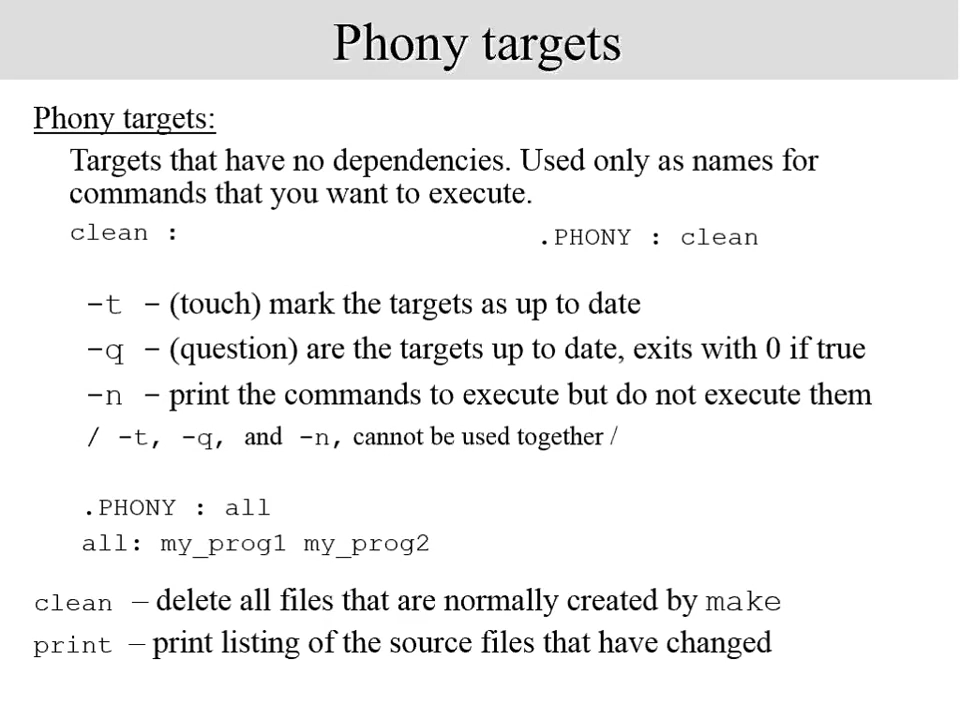 Phony targets
Phony targets:
Targets that have no dependencies. Used only as names for
commands that you want to execute.
clean :
.PHONY : clean
-t – (touch) mark the targets as up to date
-q – (question) are the targets up to date, exits with 0 if true
-n – print the commands to execute but do not execute them
/ -t, -q, and -n, cannot be used together /
.PHONY : all
all: my_prog1 my_prog2
clean – delete all files that are normally created by make
print – print listing of the source files that have changed